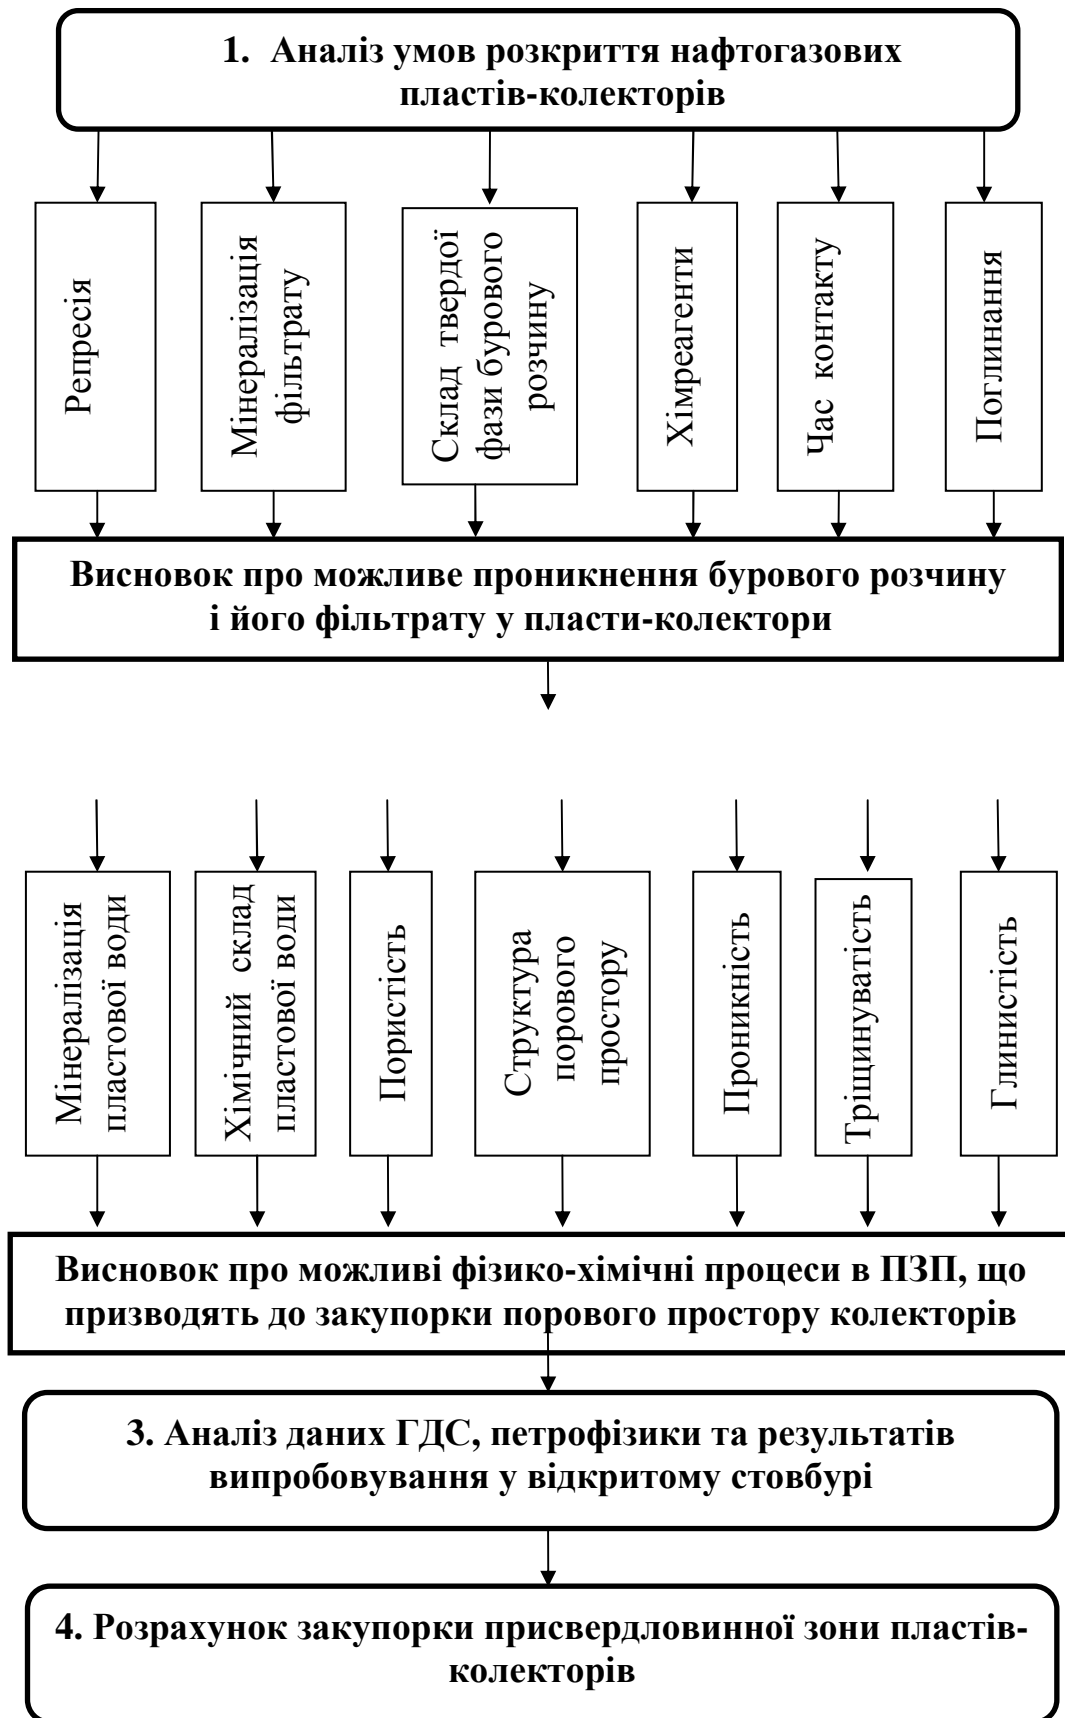 1. Аналіз умов розкриття нафтогазових
пластів-колекторів
Репресія
Мінералізація
фільтрату
Склад твердої
фази бурового
розчину
Хімреагенти
Час контакту
Поглинання
Висновок про можливе проникнення бурового розчину
і його фільтрату у пласти-колектори
Мінералізація
пластової води
Хімічний склад
пластової води
Пористість
Структура
порового
простору
Проникність
Тріщинуватість
Глинистість
Висновок про можливі фізико-хімічні процеси в ПЗП, що
призводять до закупорки порового простору колекторів
3. Аналіз даних ГДС, петрофізики та результатів
випробовування у відкритому стовбурі
4. Розрахунок закупорки присвердловинної зони пластів-
колекторів